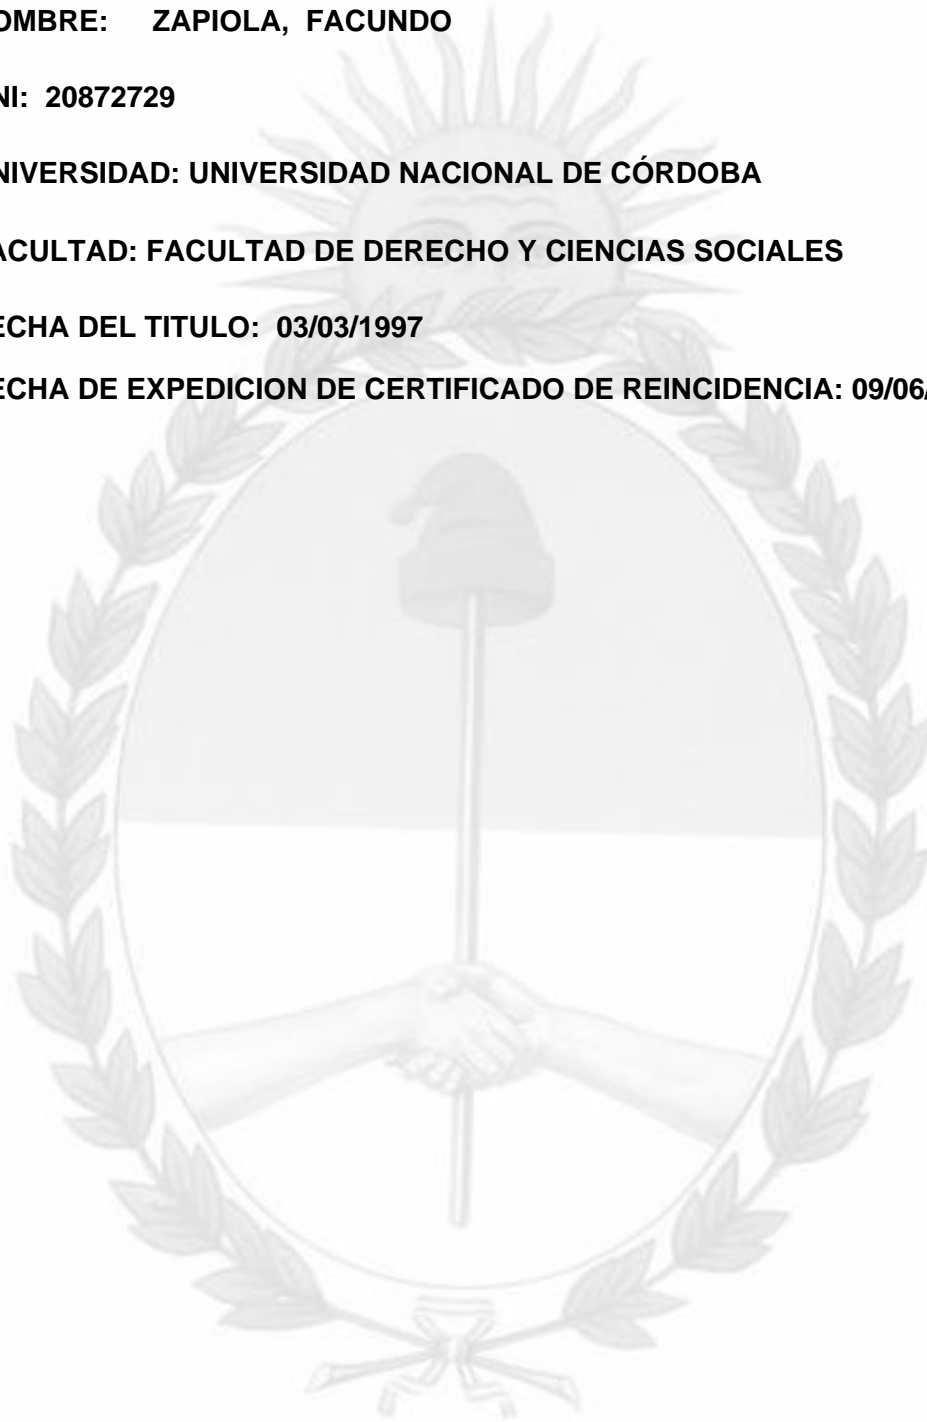 OMBRE: ZAPIOLA, FACUNDO
NI: 20872729
NIVERSIDAD: UNIVERSIDAD NACIONAL DE CÓRDOBA
ACULTAD: FACULTAD DE DERECHO Y CIENCIAS SOCIALES
ECHA DEL TITULO: 03/03/1997
ECHA DE EXPEDICION DE CERTIFICADO DE REINCIDENCIA: 09/06/